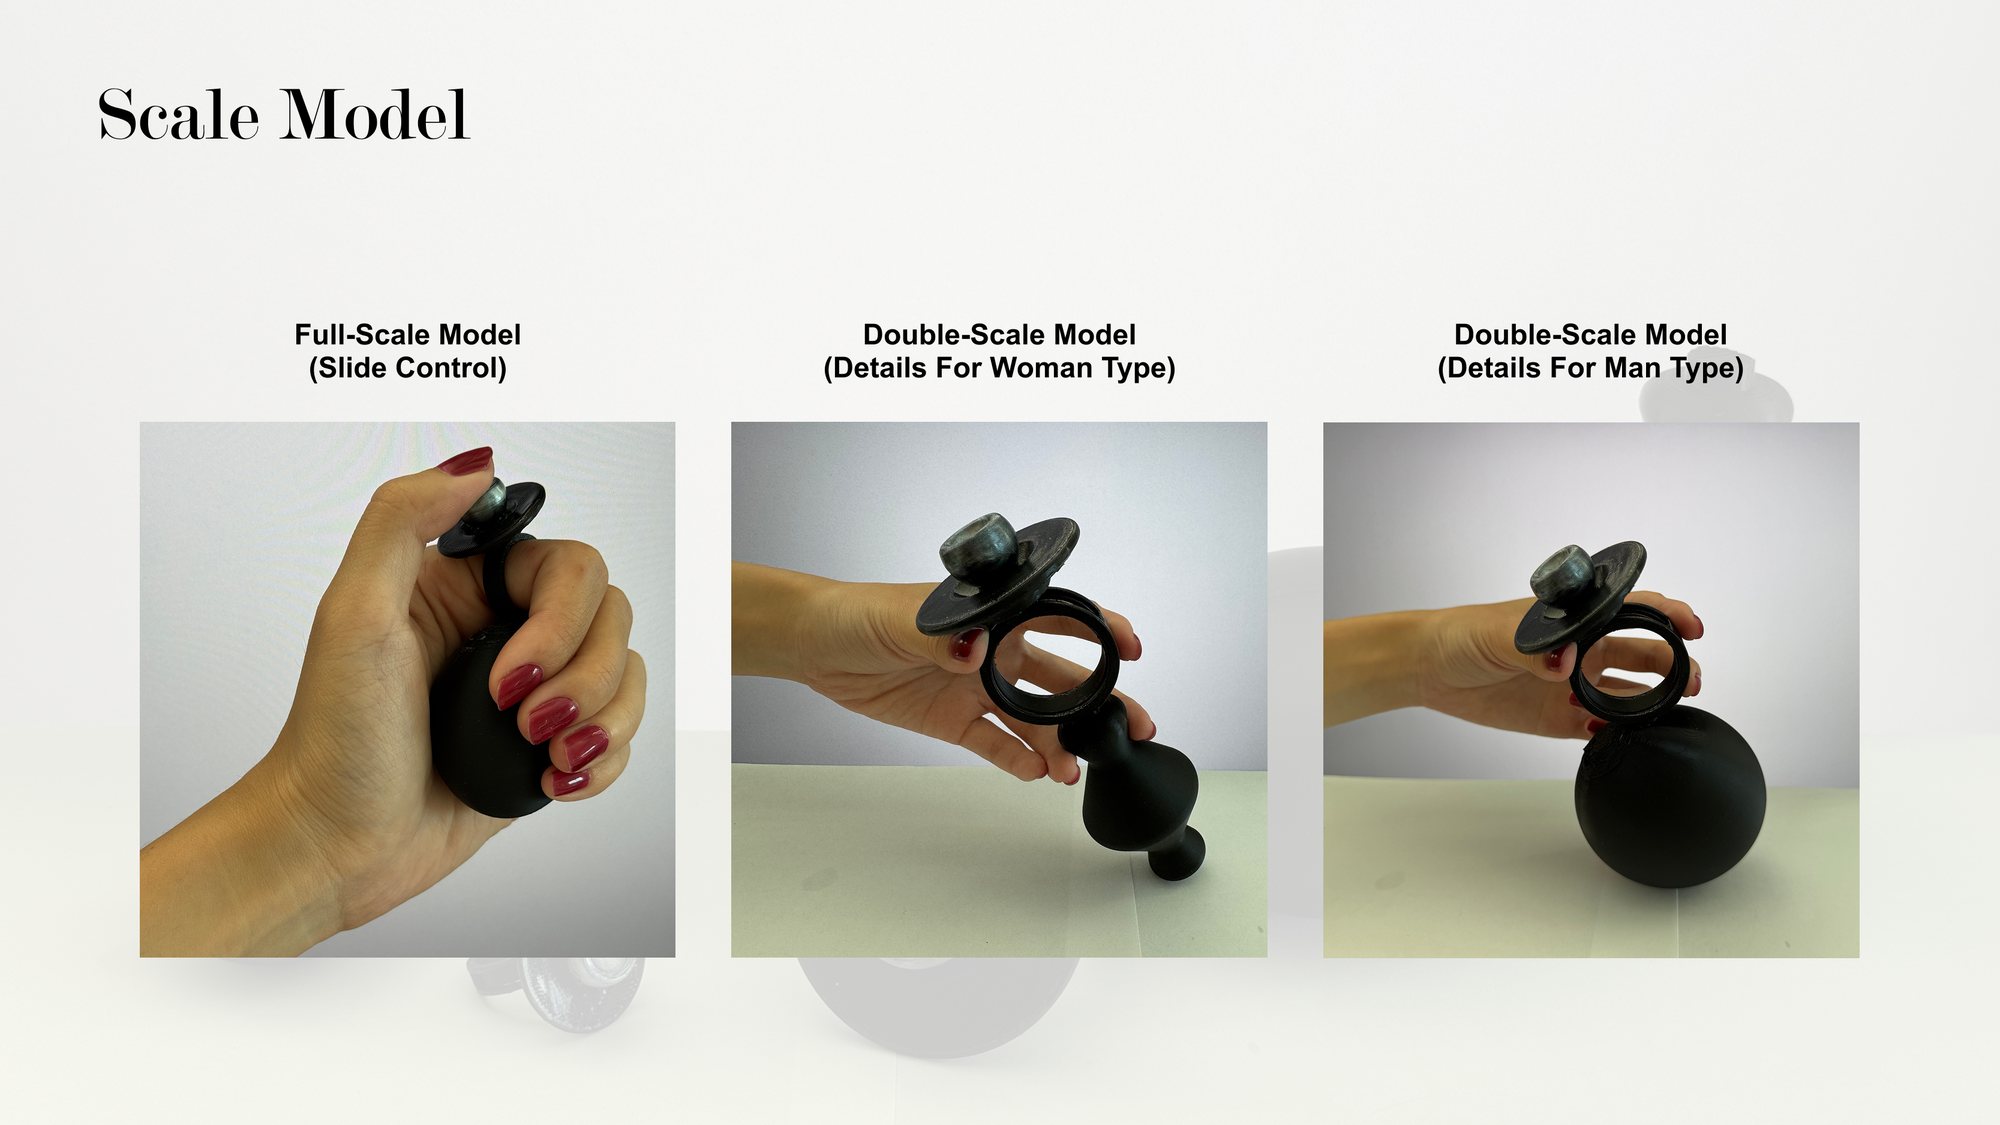 Scale Model
Full-Scale Model
(Slide Control)
Double-Scale Model
(Details For Woman Type)
Double-Scale Model
(Details For Man Type)